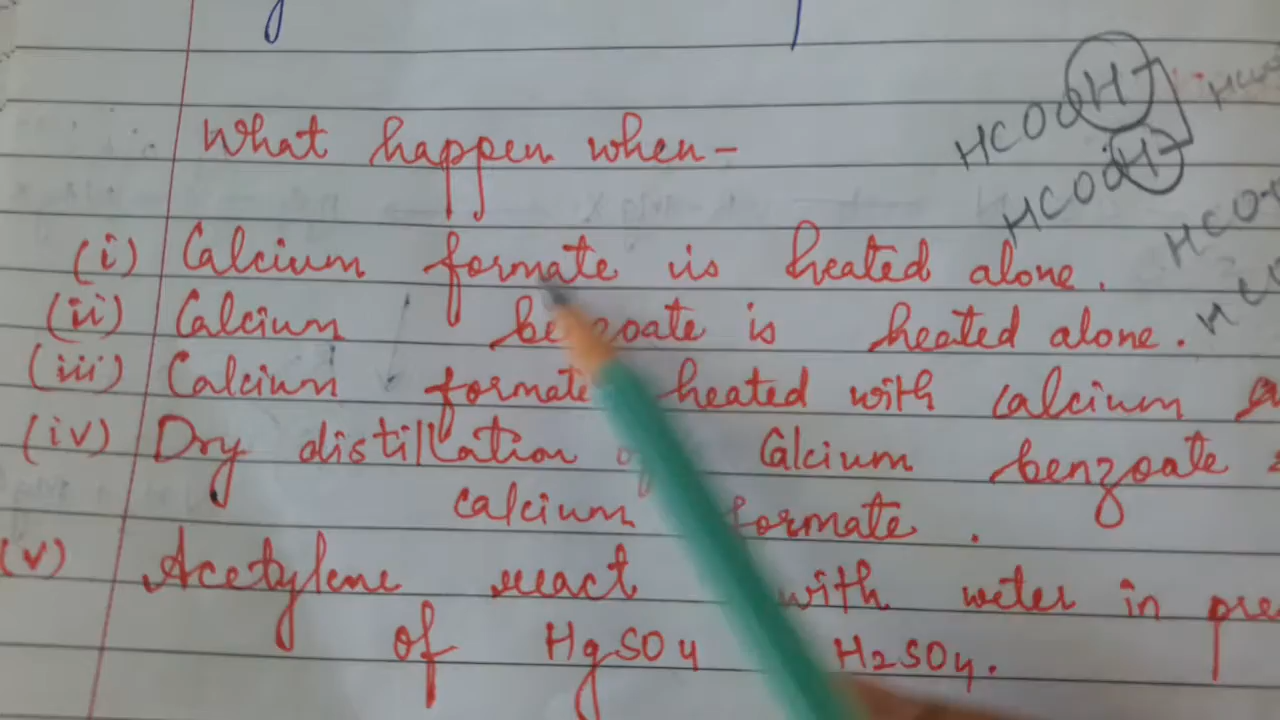 What happen when-
HCOOH
HCOOH
(i) Calcium formate is heated alone.
(ii) Calcium benzoate is heated alone.
(iii) Calcium formate heated with calcium
(iv) Dry distillation Calcium benzoate
calcium formate.
(v) Acetylene react with water in pre
of HgSO4 H2SO4.